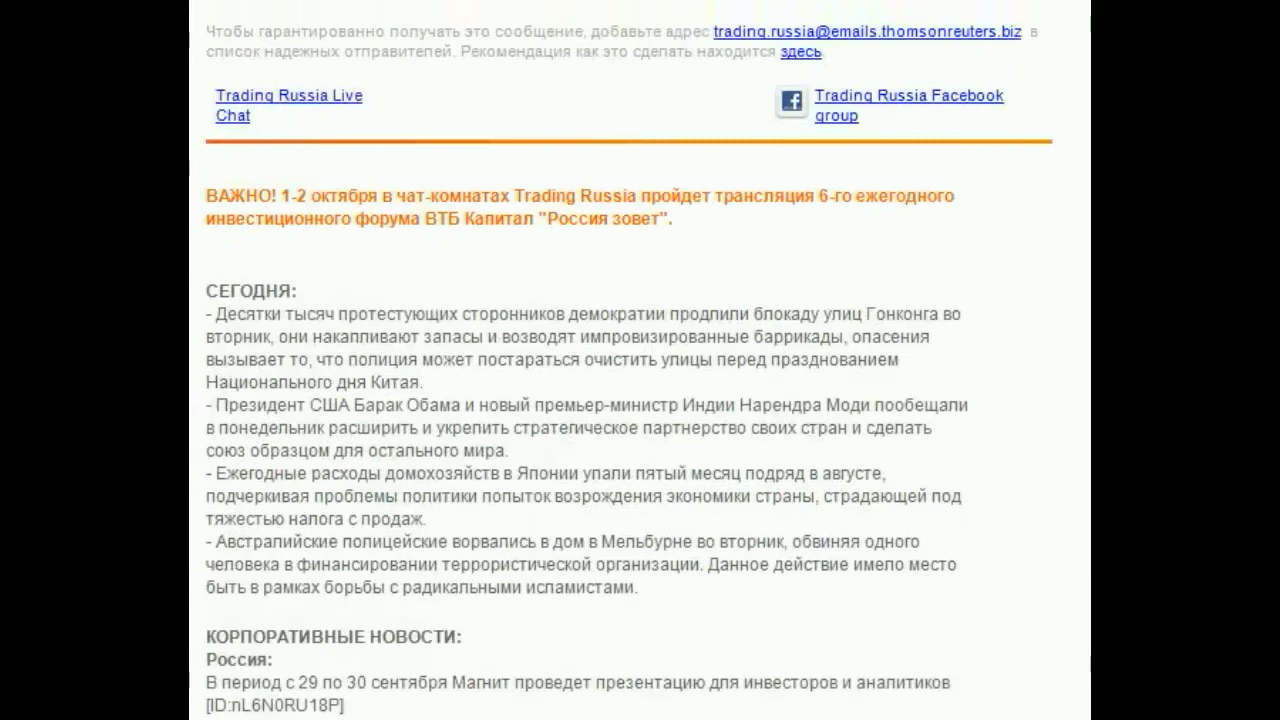 Чтобы гарантированно получать это сообщение, добавьте адрес trading.russia@emails.thomsonreuters.biz в
список надежных отправителей. Рекомендация как это сделать находится здесь.
Trading Russia Live
Chat
Trading Russia Facebook
group
ВАЖНО! 1-2 октября в чат-комнатах Trading Russia пройдет трансляция 6-го ежегодного
инвестиционного форума ВТБ Капитал "Россия зовет".
СЕГОДНЯ:
- Десятки тысяч протестующих сторонников демократии продлили блокаду улиц Гонконга во
вторник, они накапливают запасы и возводят импровизированные баррикады, опасения
вызывает то, что полиция может постараться очистить улицы перед празднованием
Национального дня Китая.
- Президент США Барак Обама и новый премьер-министр Индии Нарендра Моди пообещали
в понедельник расширить и укрепить стратегическое партнерство своих стран и сделать
союз образцом для остального мира.
- Ежегодные расходы домохозяйств в Японии упали пятый месяц подряд в августе,
подчеркивая проблемы политики попыток возрождения экономики страны, страдающей под
тяжестью налога с продаж.
- Австралийские полицейские ворвались в дом в Мельбурне во вторник, обвиняя одного
человека в финансировании террористической организации. Данное действие имело место
быть в рамках борьбы с радикальными исламистами.
КОРПОРАТИВНЫЕ НОВОСТИ:
Россия:
В период с 29 по 30 сентября Магнит проведет презентацию для инвесторов и аналитиков
[ID:nL6N0RU18P]